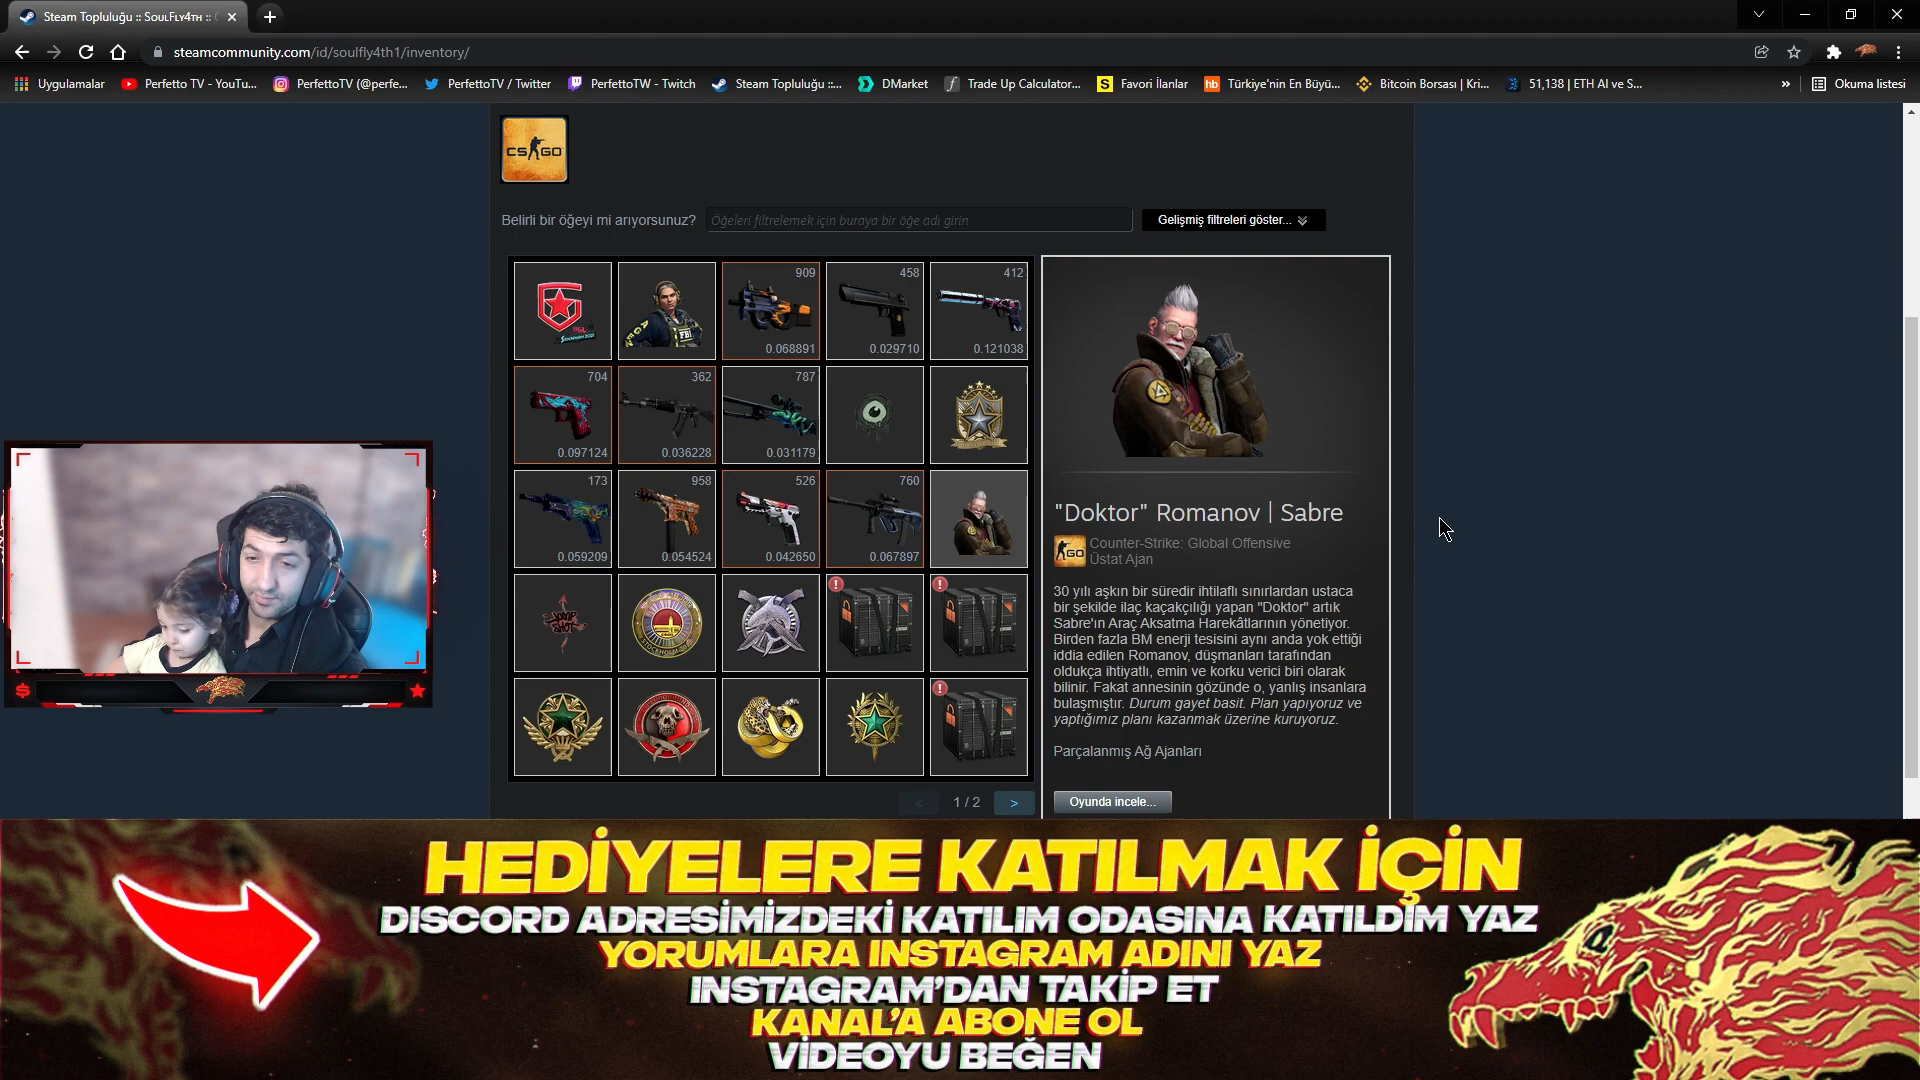 Steam Topluluğu :: SoulFly4th ::
steamcommunity.com/id/soulfly4th1/inventory/
Uygulamalar
Perfetto TV - YouTu...
PerfettoTV (@perfe...
PerfettoTV / Twitter
PerfettoTW - Twitch
Steam Topluluğu ::...
DMarket
Trade Up Calculator...
Favori İlanlar
Türkiye'nin En Büyü...
Bitcoin Borsası | Kri...
51,138 | ETH Al ve S...
»
Okuma listesi
CS GO
Belirli bir öğeyi mi arıyorsunuz?
Öğeleri filtrelemek için buraya bir öğe adı girin
Gelişmiş filtreleri göster...
909
458
412
FBI
0.068891
0.029710
0.121038
704
362
787
0.097124
0.036228
0.031179
173
958
526
760
0.059209
0.054524
0.042650
0.067897
"Doktor" Romanov | Sabre
GO
Counter-Strike: Global Offensive
Üstat Ajan
30 yılı aşkın bir süredir ihtilaflı sınırlardan ustaca
bir şekilde ilaç kaçakçılığı yapan "Doktor" artık
Sabre'ın Araç Aksatma Harekâtlarının yönetiyor.
Birden fazla BM enerji tesisini aynı anda yok ettiği
iddia edilen Romanov, düşmanları tarafından
oldukça ihtiyatlı, emin ve korku verici biri olarak
bilinir. Fakat annesinin gözünde o, yanlış insanlara
bulaşmıştır. Durum gayet basit. Plan yapıyoruz ve
yaptığımız planı kazanmak üzerine kuruyoruz.
Parçalanmış Ağ Ajanları
Oyunda incele...
<
1 / 2
>
HEDİYELERE KATILMAK İÇİN
DISCORD ADRESİMİZDEKİ KATILIM ODASINA KATILDIM YAZ
YORUMLARA INSTAGRAM ADINI YAZ
INSTAGRAM'DAN TAKİP ET
KANAL'A ABONE OL
VİDEOYU BEĞEN